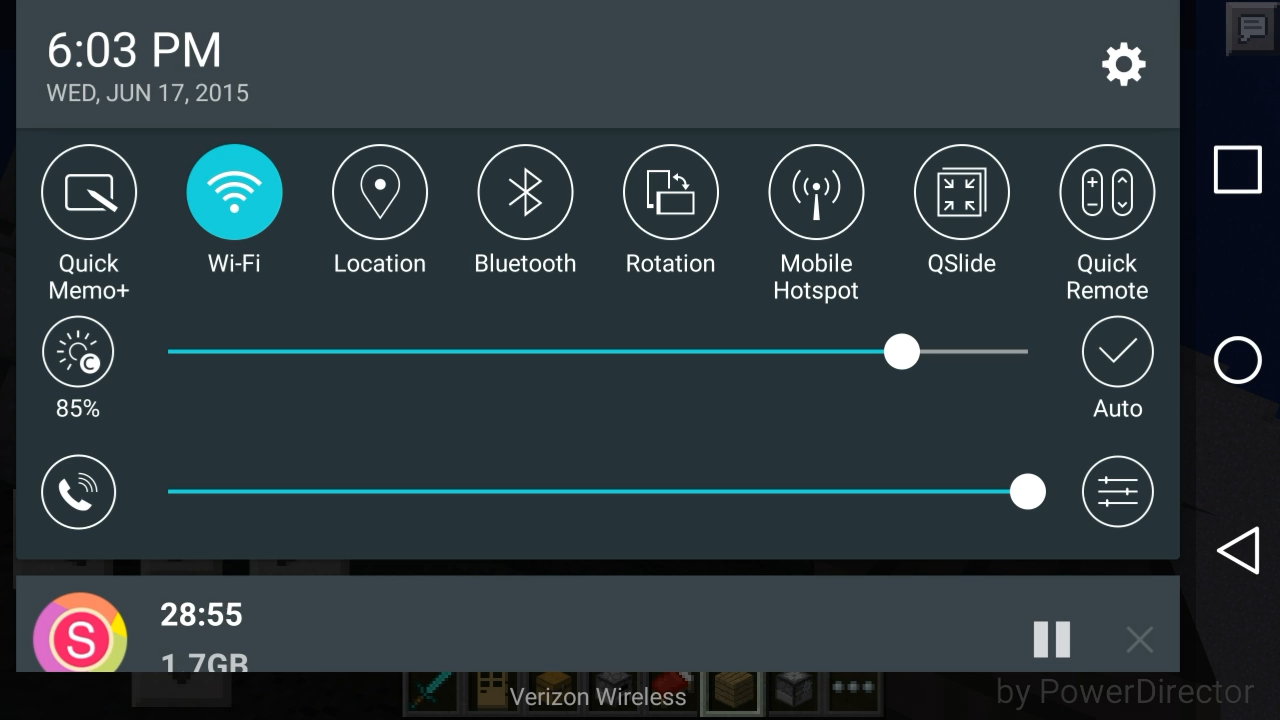 6:03 PM
WED, JUN 17, 2015
Quick
Memo+
Wi-Fi
Location
Bluetooth
Rotation
Mobile
Hotspot
QSlide
Quick
Remote
C
85%
Auto
S
28:55
1.7GB
Verizon Wireless
by PowerDirector